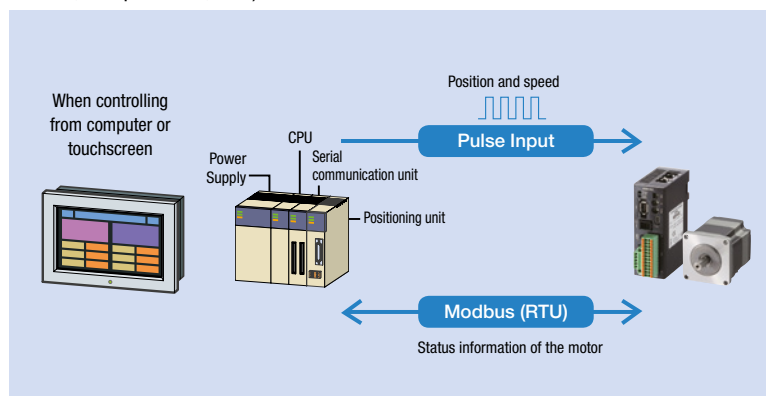 When controlling
from computer or
touchscreen
Power
Supply
CPU
Serial
communication unit
Positioning unit
Position and speed
Pulse Input
Modbus (RTU)
Status information of the motor